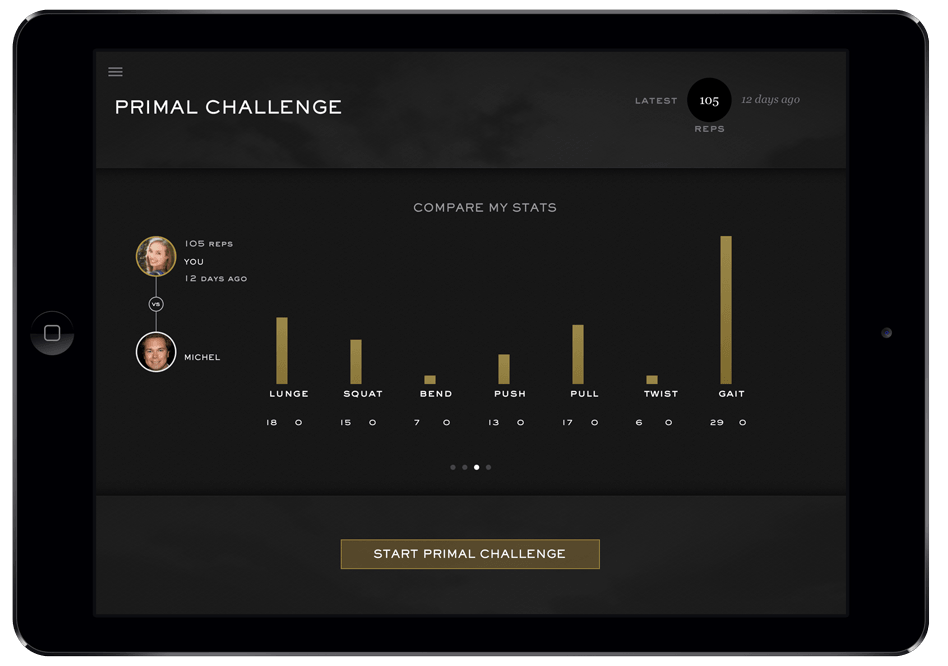 PRIMAL CHALLENGE
LATEST 105 12 days ago
REPS
COMPARE MY STATS
105 REPS
YOU
12 DAYS AGO
VS
MICHEL
LUNGE SQUAT BEND PUSH PULL TWIST GAIT
18 0 15 0 7 0 13 0 17 0 6 0 29 0
START PRIMAL CHALLENGE